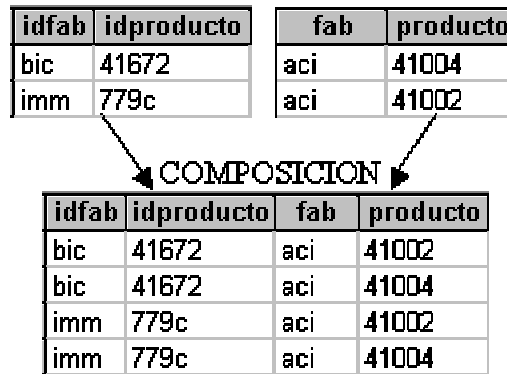 idfab idproducto fab producto
bic 41672 aci 41004
imm 779c aci 41002
COMPOSICION
idfab idproducto fab producto
bic 41672 aci 41002
bic 41672 aci 41004
imm 779c aci 41002
imm 779c aci 41004